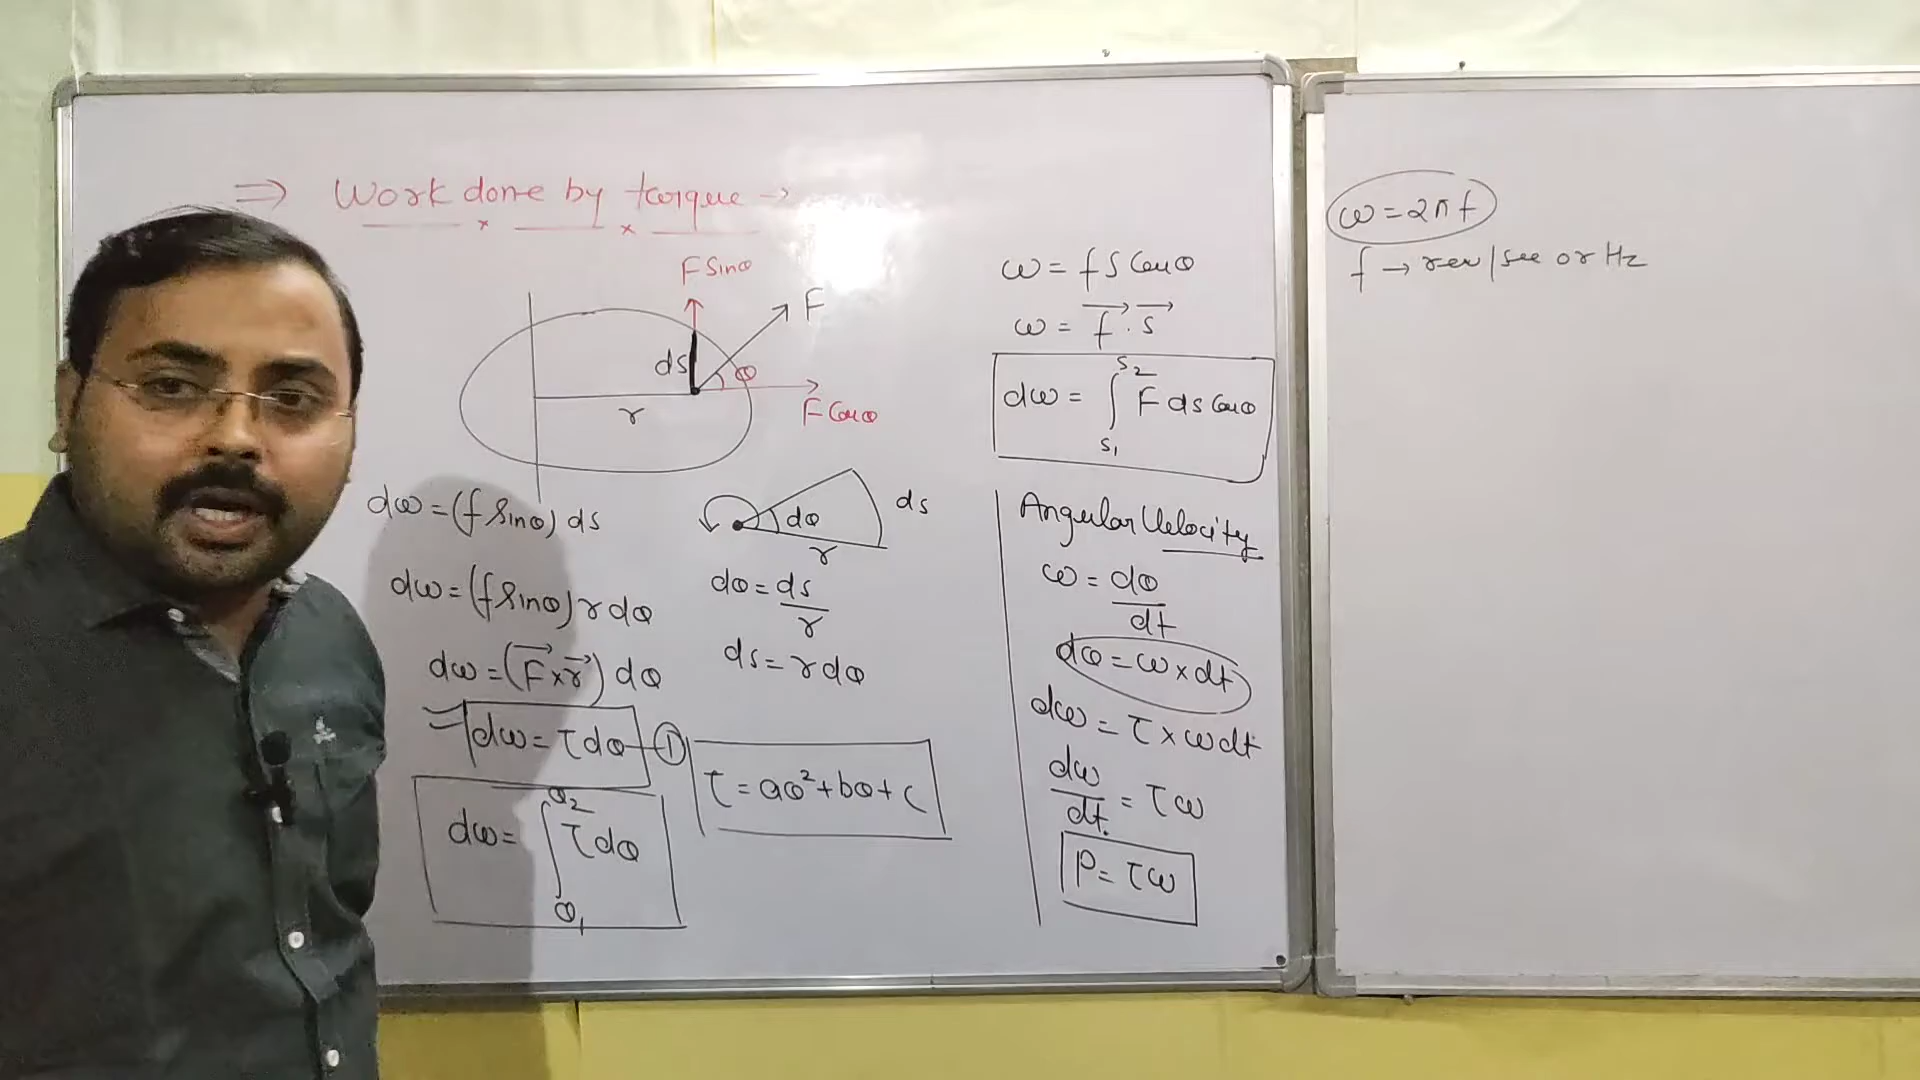 ⇒ Work done by torque →
F Sinθ
F
ds
θ
r
F Cosθ
dω = (f Sinθ) ds
dω = (f Sinθ) r dθ
dω = (F⃗ × r⃗) dθ
⇒ dω = τ dθ — ①
dω = ∫ τ dθ
θ₂
θ₁
dθ
ds
r
dθ = ds/r
ds = r dθ
τ = aθ² + bθ + c
ω = f S Cosθ
ω = f⃗ . s⃗
dω = ∫ F ds Cosθ
S₂
S₁
Angular Velocity
ω = dθ/dt
dθ = ω × dt
dω = τ × ω dt
dω/dt = τω
P = τω
ω = 2π f
f → rev/sec or Hz